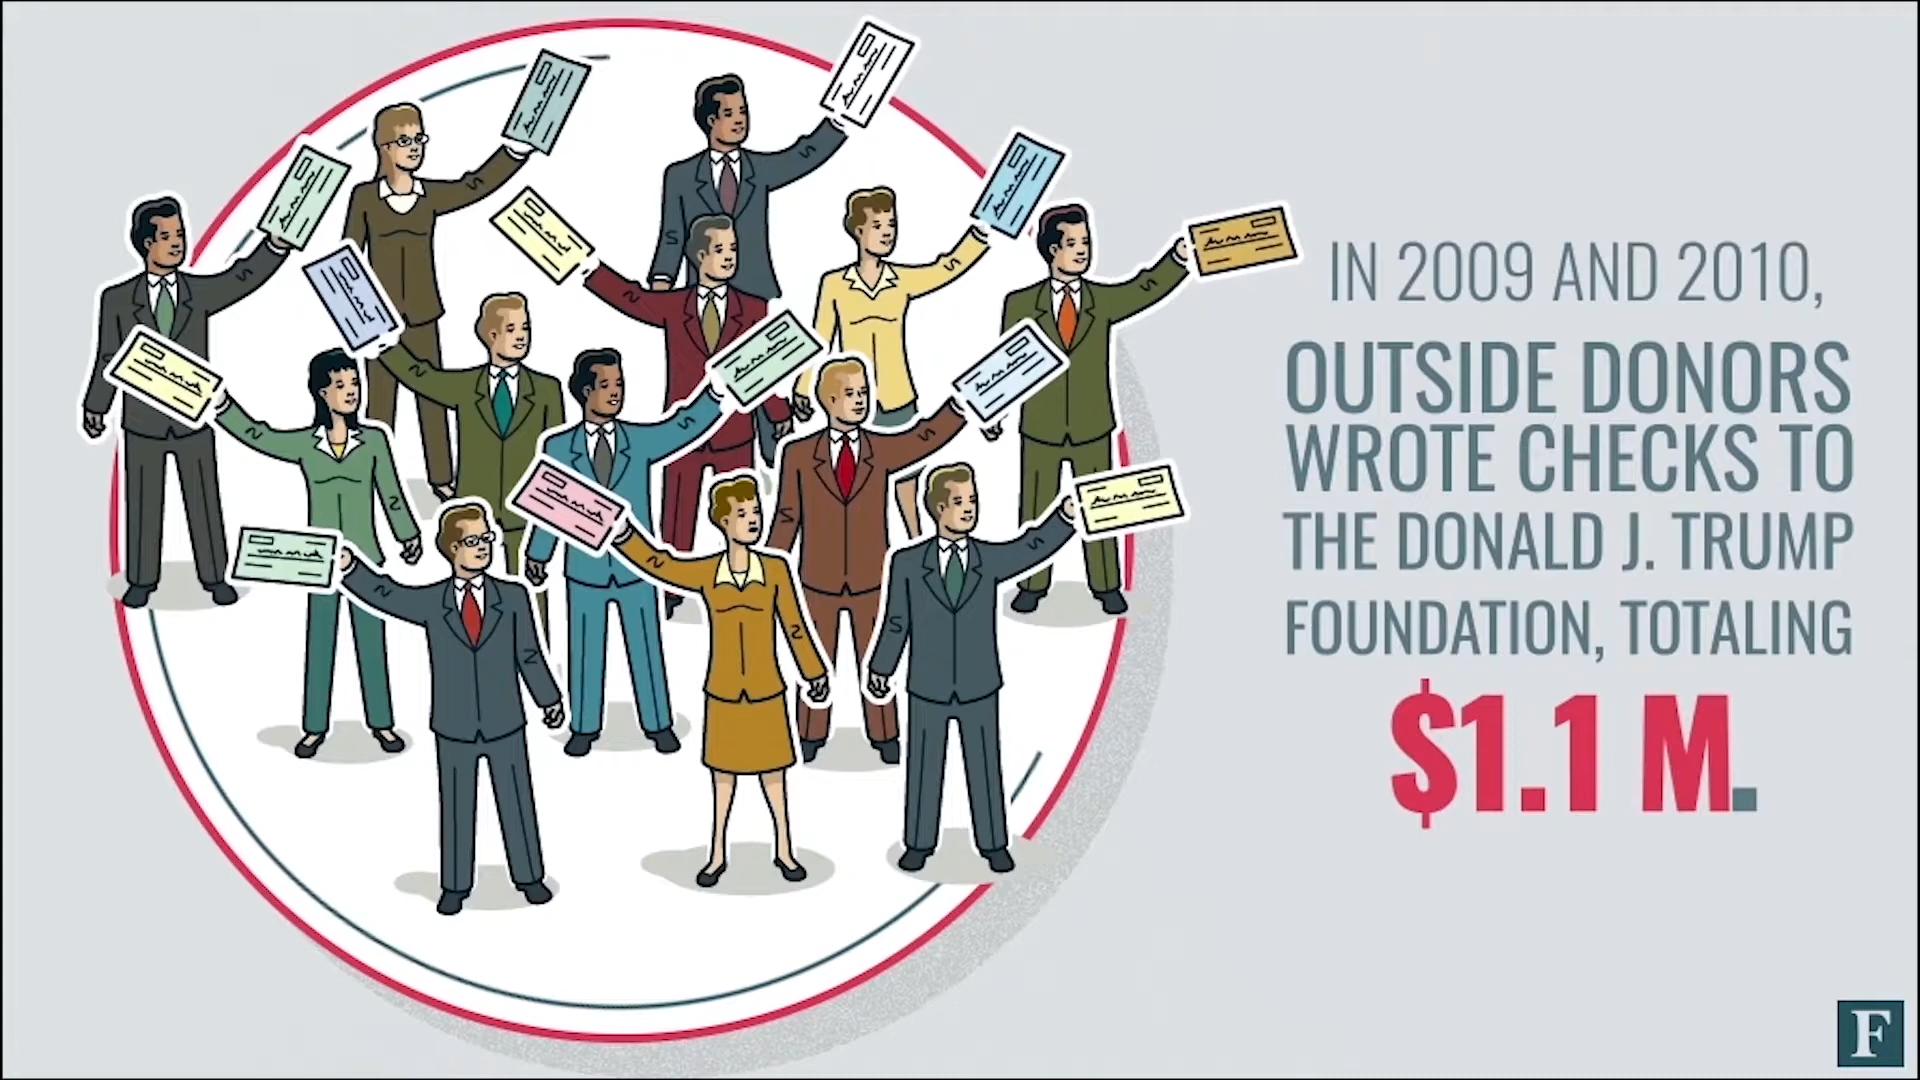 IN 2009 AND 2010,
OUTSIDE DONORS
WROTE CHECKS TO
THE DONALD J. TRUMP
FOUNDATION, TOTALING
$1.1 M.
F